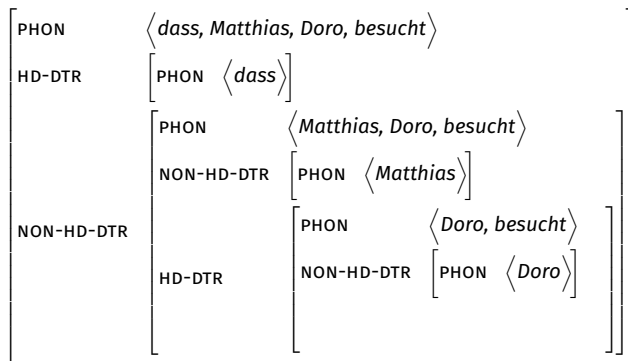 PHON ⟨dass, Matthias, Doro, besucht⟩
HD-DTR [PHON ⟨dass⟩]
PHON ⟨Matthias, Doro, besucht⟩
NON-HD-DTR [PHON ⟨Matthias⟩]
NON-HD-DTR
PHON ⟨Doro, besucht⟩
HD-DTR
NON-HD-DTR [PHON ⟨Doro⟩]